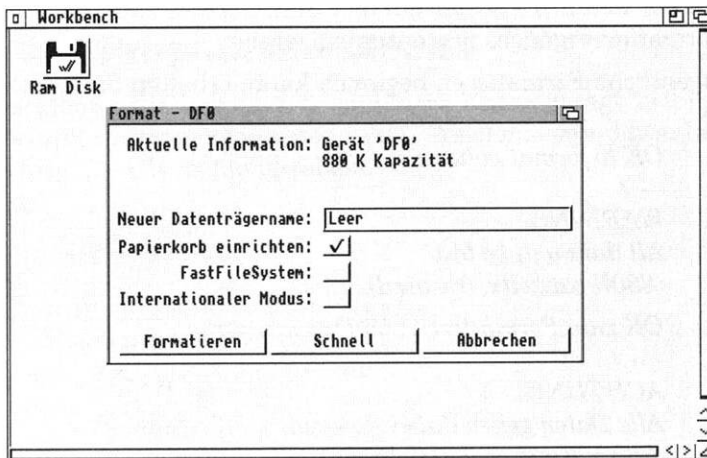 Workbench
Ram Disk
Format - DF0
Aktuelle Information: Gerät 'DF0'
880 K Kapazität
Neuer Datenträgername: Leer
Papierkorb einrichten: ✓
FastFileSystem:
Internationaler Modus:
Formatieren Schnell Abbrechen